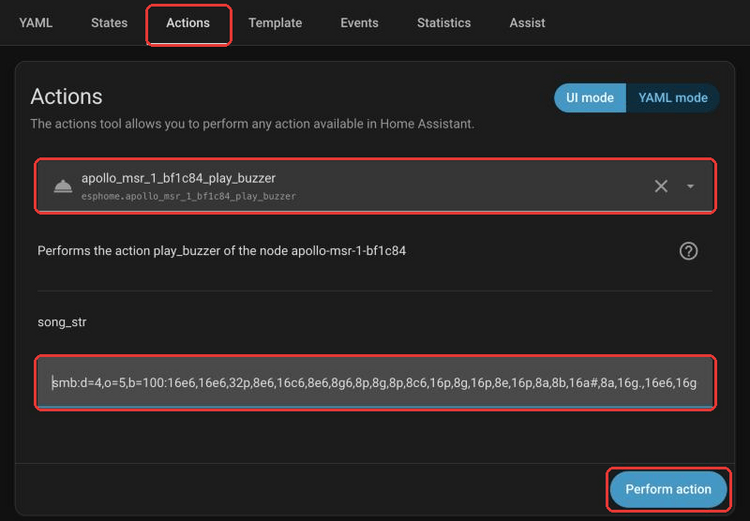 YAML States Actions Template Events Statistics Assist
Actions
UI mode YAML mode
The actions tool allows you to perform any action available in Home Assistant.
apollo_msr_1_bf1c84_play_buzzer
esphome.apollo_msr_1_bf1c84_play_buzzer
Performs the action play_buzzer of the node apollo-msr-1-bf1c84
song_str
smb:d=4,o=5,b=100:16e6,16e6,32p,8e6,16c6,8e6,8g6,8p,8g,8p,8c6,16p,8g,16p,8e,16p,8a,8b,16a#,8a,16g.,16e6,16g
Perform action